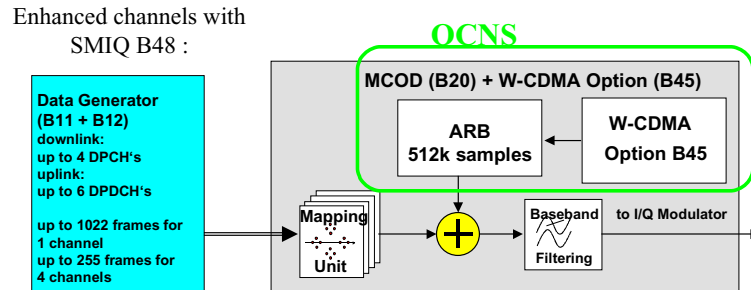 Enhanced channels with
SMIQ B48 :
OCNS
MCOD (B20) + W-CDMA Option (B45)
Data Generator
(B11 + B12)
downlink:
up to 4 DPCH's
uplink:
up to 6 DPDCH's
up to 1022 frames for
1 channel
up to 255 frames for
4 channels
ARB
512k samples
W-CDMA
Option B45
Mapping
Unit
+
Baseband
Filtering
to I/Q Modulator